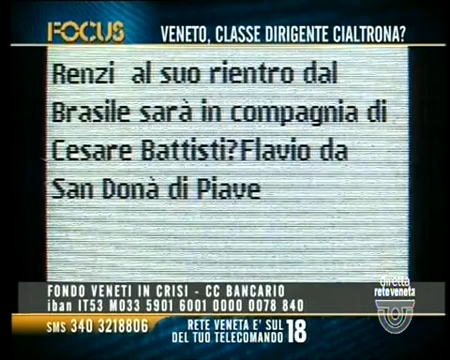 FOCUS
VENETO, CLASSE DIRIGENTE CIALTRONA?
Renzi al suo rientro dal
Brasile sarà in compagnia di
Cesare Battisti?Flavio da
San Donà di Piave
FONDO VENETI IN CRISI - CC BANCARIO
iban IT53 M033 5901 6001 0000 0078 840
diretta
reteveneta
SMS 340 3218806
RETE VENETA E' SUL
DEL TUO TELECOMANDO 18